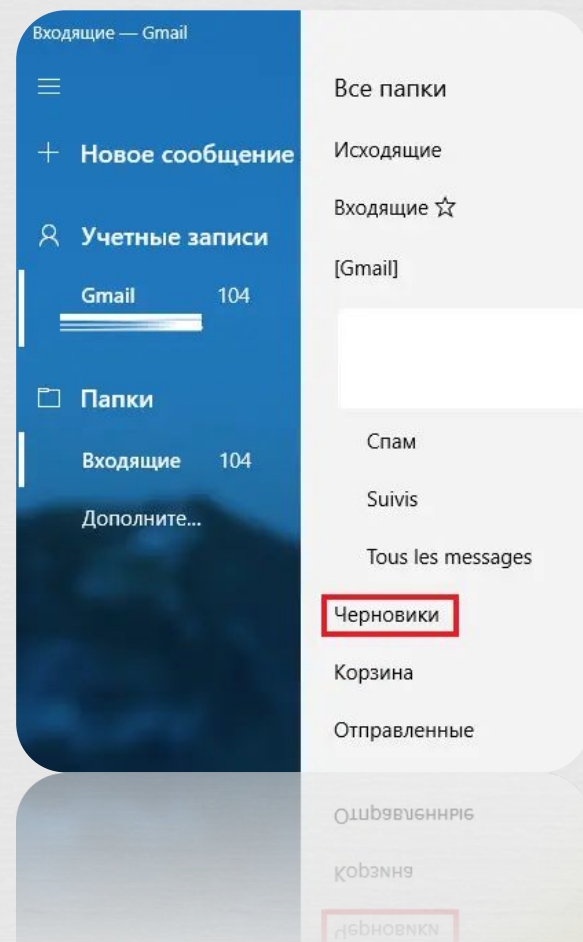 Входящие — Gmail
Новое сообщение
Учетные записи
Gmail 104
Папки
Входящие 104
Дополните...
Все папки
Исходящие
Входящие
[Gmail]
Спам
Suivis
Tous les messages
Черновики
Корзина
Отправленные